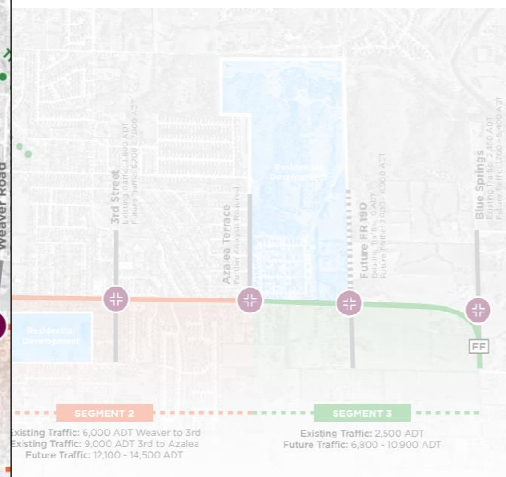 Weaver Road
3rd Street
Azalea Terrace
Residential
Development
Future FR 190
Blue Springs
Residential
Development
FF
SEGMENT 2
Existing Traffic: 6,000 ADT Weaver to 3rd
Existing Traffic: 9,000 ADT 3rd to Azalea
Future Traffic: 12,100 - 14,500 ADT
SEGMENT 3
Existing Traffic: 2,500 ADT
Future Traffic: 6,800 - 10,900 ADT